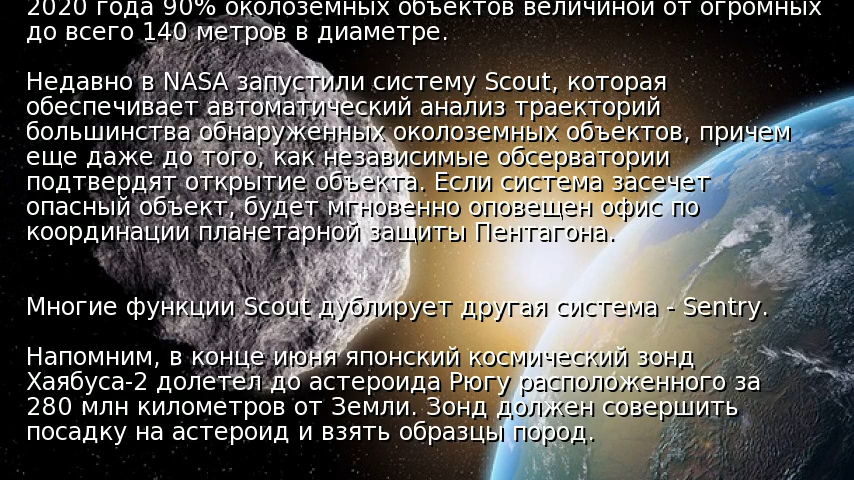 2020 года 90% околоземных объектов величиной от огромных
до всего 140 метров в диаметре.
Недавно в NASA запустили систему Scout, которая
обеспечивает автоматический анализ траекторий
большинства обнаруженных околоземных объектов, причем
еще даже до того, как независимые обсерватории
подтвердят открытие объекта. Если система засечет
опасный объект, будет мгновенно оповещен офис по
координации планетарной защиты Пентагона.
Многие функции Scout дублирует другая система - Sentry.
Напомним, в конце июня японский космический зонд
Хаябуса-2 долетел до астероида Рюгу расположенного за
280 млн километров от Земли. Зонд должен совершить
посадку на астероид и взять образцы пород.